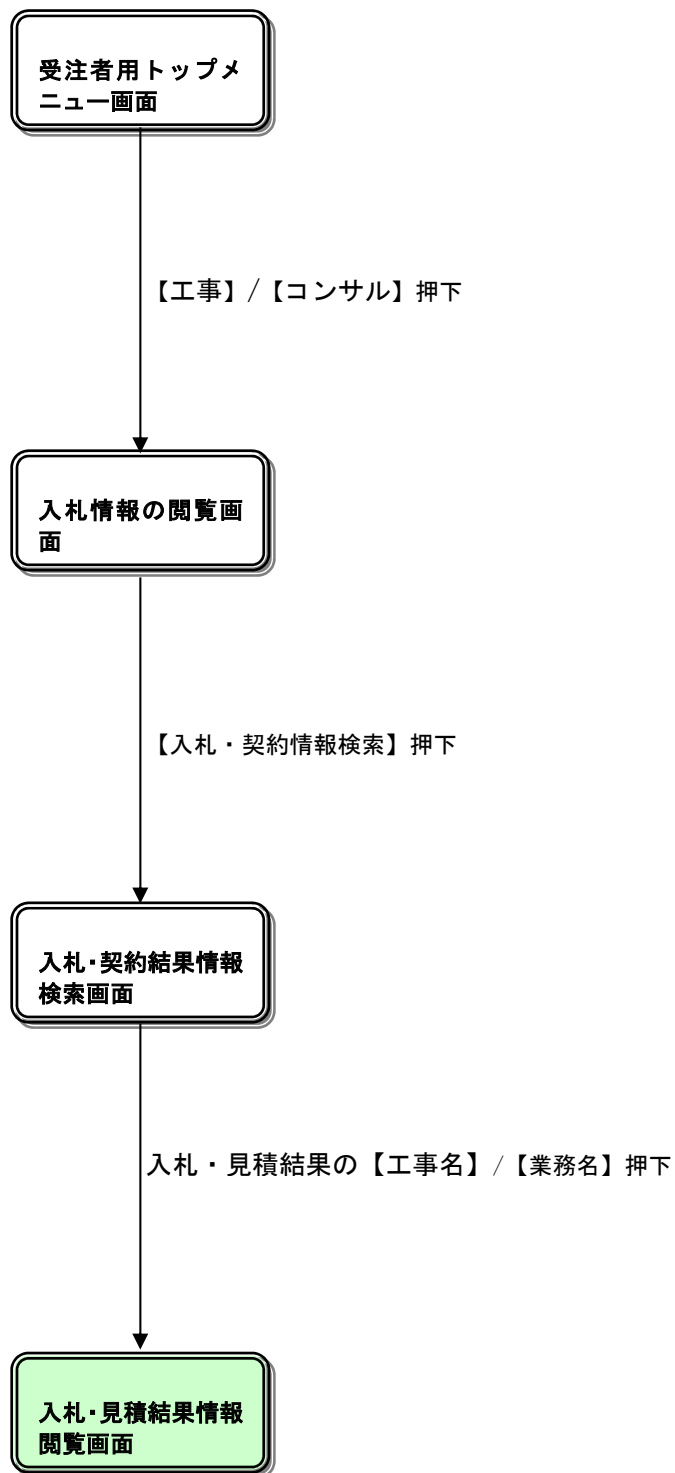 受注者用トップメ
ニュー画面
【工事】/【コンサル】押下
入札情報の閲覧画
面
【入札・契約情報検索】押下
入札・契約結果情報
検索画面
入札・見積結果の【工事名】/【業務名】押下
入札・見積結果情報
閲覧画面